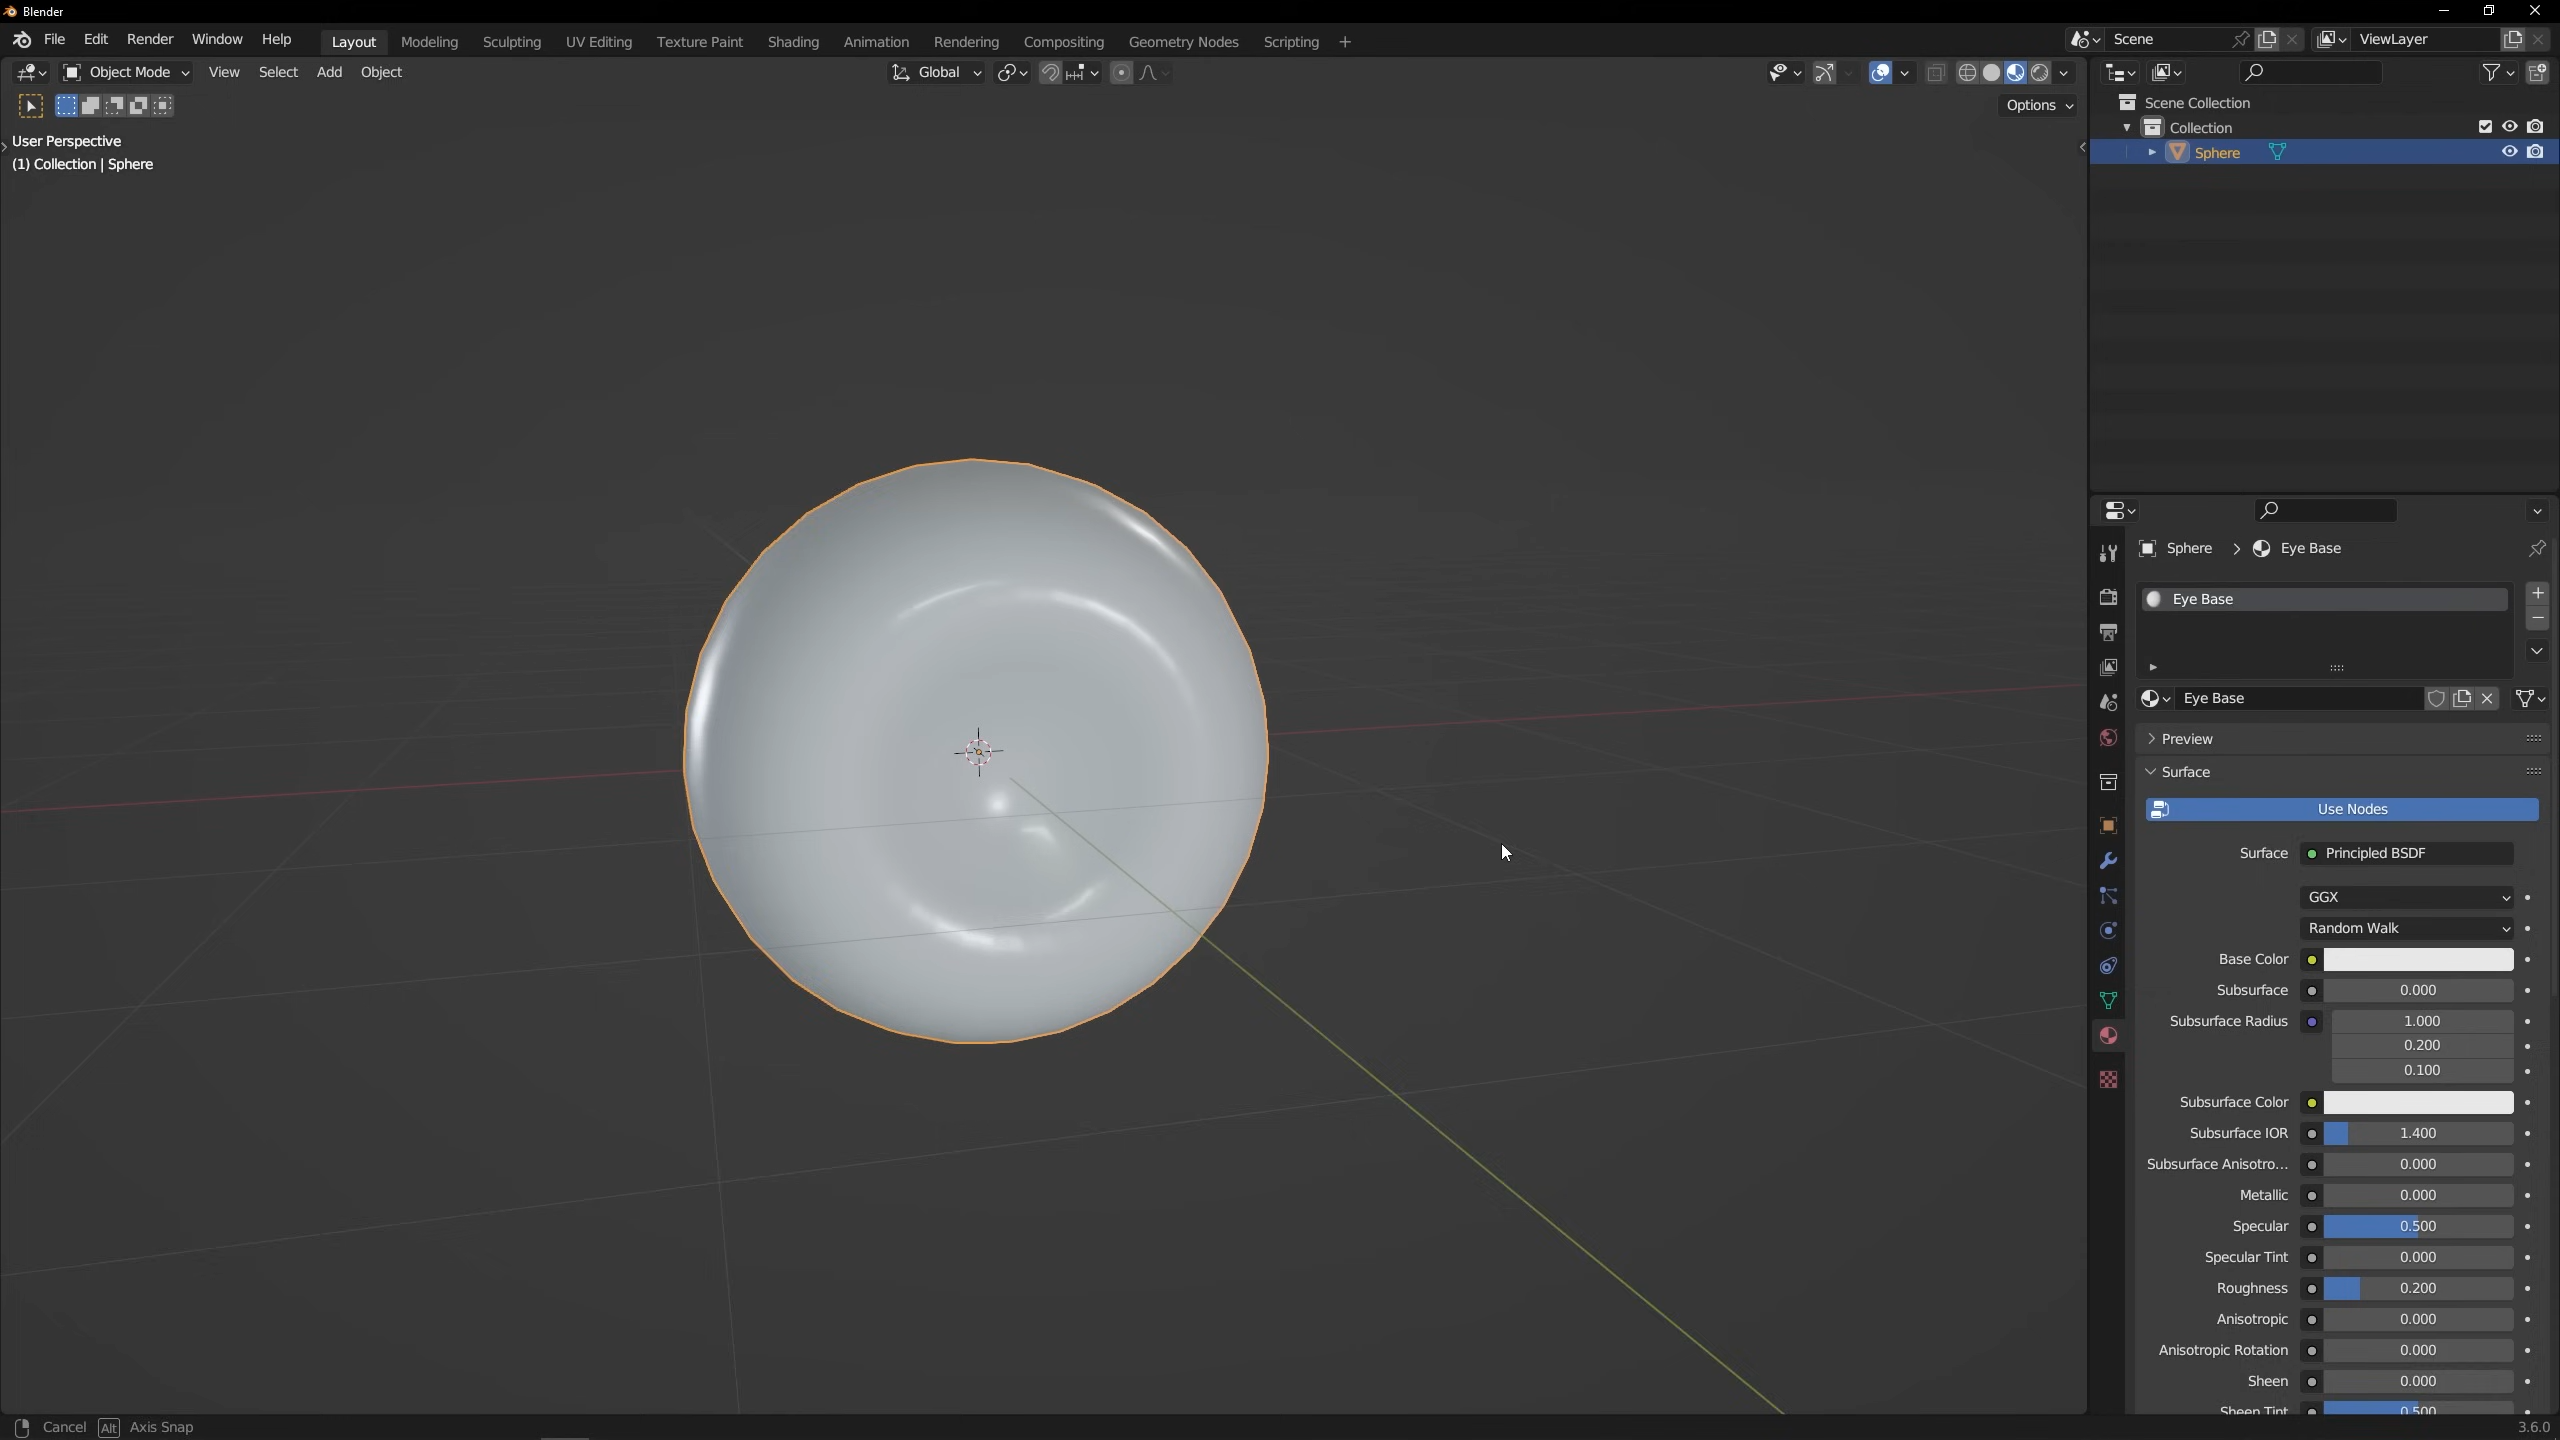 Blender
File Edit Render Window Help Layout Modeling Sculpting UV Editing Texture Paint Shading Animation Rendering Compositing Geometry Nodes Scripting + Scene ViewLayer
Object Mode View Select Add Object Global
Options
User Perspective
(1) Collection | Sphere
Scene Collection
Collection
Sphere
Sphere > Eye Base
Eye Base
Eye Base
Preview
Surface
Use Nodes
Surface Principled BSDF
GGX
Random Walk
Base Color
Subsurface 0.000
Subsurface Radius 1.000
0.200
0.100
Subsurface Color
Subsurface IOR 1.400
Subsurface Anisotro... 0.000
Metallic 0.000
Specular 0.500
Specular Tint 0.000
Roughness 0.200
Anisotropic 0.000
Anisotropic Rotation 0.000
Sheen 0.000
Sheen Tint 0.500
Cancel Alt Axis Snap 3.6.0